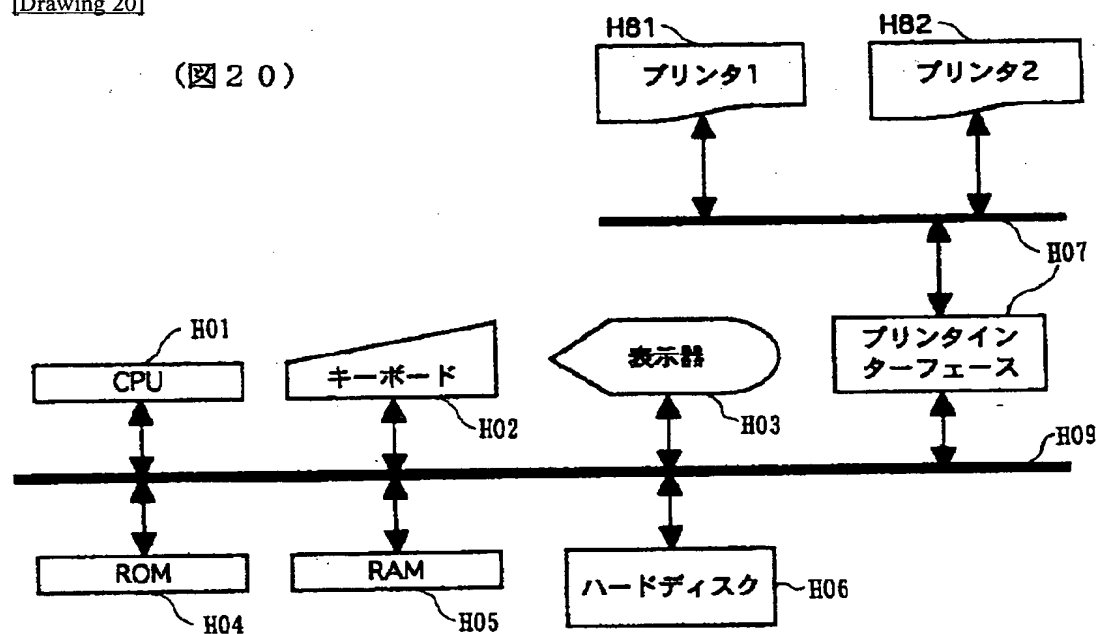 [Drawing 20]
(図20)
H81
プリンタ1
H82
プリンタ2
H07
プリンタイン
ターフェース
H01
CPU
キーボード
H02
表示器
H03
H09
ROM
H04
RAM
H05
ハードディスク
H06